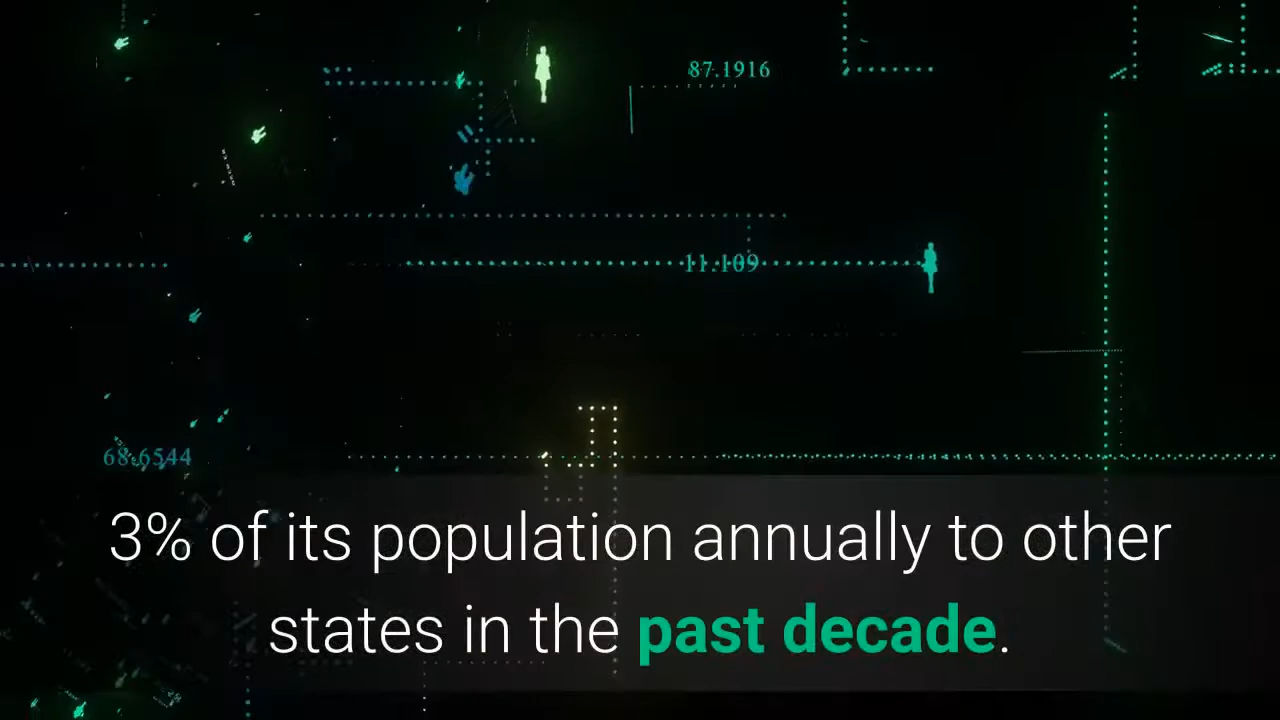 87.1916
11.109
68.6544
3% of its population annually to other
states in the past decade.